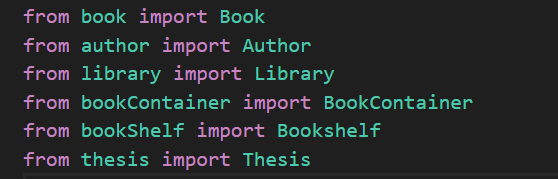 from book import Book
from author import Author
from library import Library
from bookContainer import BookContainer
from bookShelf import Bookshelf
from thesis import Thesis